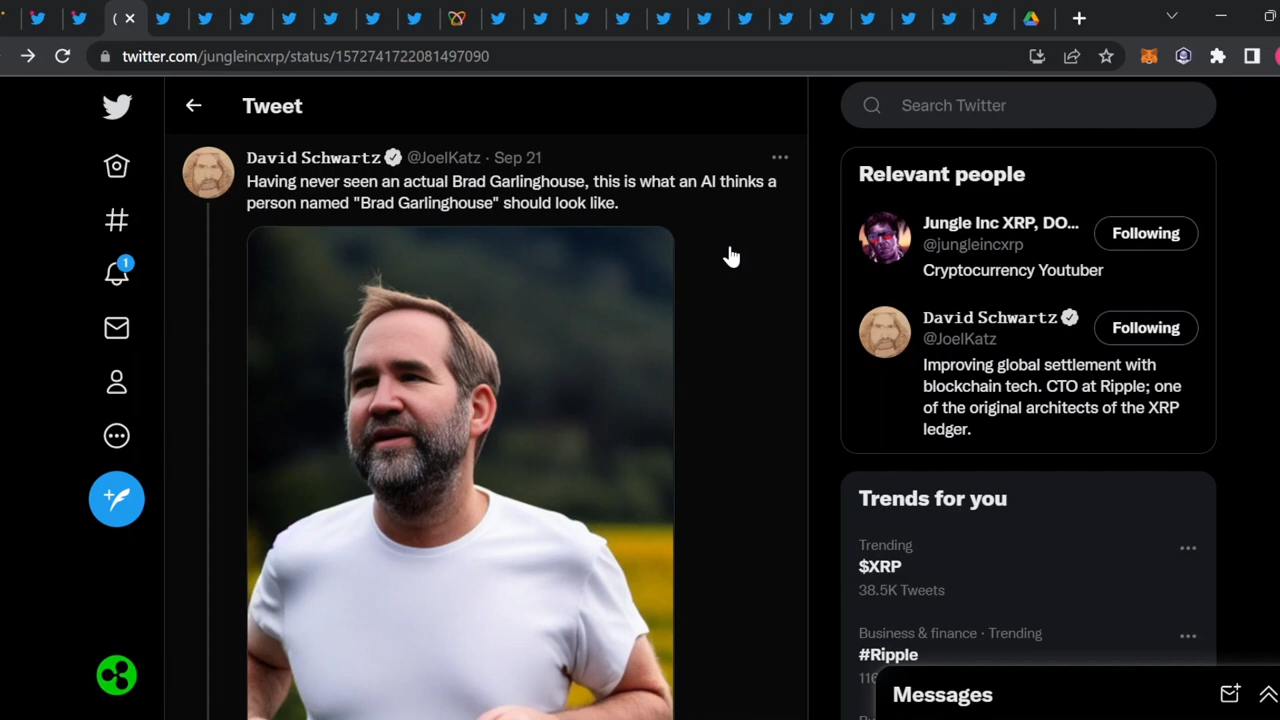 twitter.com/jungleincxrp/status/1572741722081497090
Tweet
Search Twitter
David Schwartz @JoelKatz · Sep 21
Having never seen an actual Brad Garlinghouse, this is what an AI thinks a
person named "Brad Garlinghouse" should look like.
Relevant people
Jungle Inc XRP, DO...
@jungleincxrp
Following
Cryptocurrency Youtuber
David Schwartz
@JoelKatz
Following
Improving global settlement with
blockchain tech. CTO at Ripple; one
of the original architects of the XRP
ledger.
1
Trends for you
Trending
$XRP
38.5K Tweets
Business & finance · Trending
#Ripple
Messages